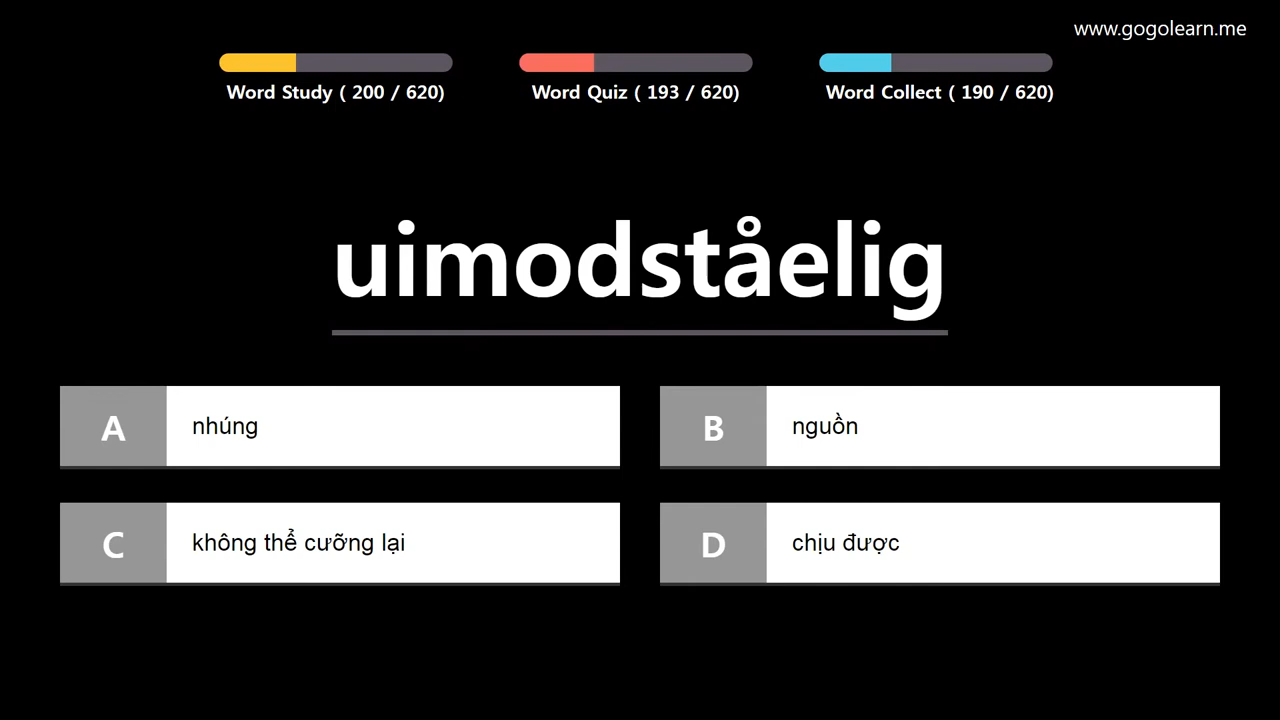 www.gogolearn.me
Word Study ( 200 / 620)
Word Quiz ( 193 / 620)
Word Collect ( 190 / 620)
uimodståelig
A
nhúng
B
nguồn
C
không thể cưỡng lại
D
chịu được